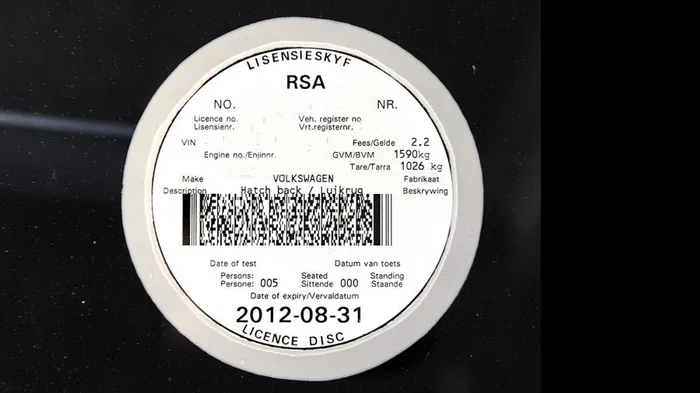 LISENSIESKYF
RSA
NO. NR.
Licence no. Veh. register no
Lisensienr. Vrt.registernr.
VIN Fees/Gelde 2.2
Engine no./Enjinnr. GVM/BVM 1590kg
Tare/Tarra 1026 kg
Make VOLKSWAGEN Fabrikaat
Description Hatch back / Luikrug Beskrywing
Date of test Datum van toets
Persons: Seated Standing
Persone: 005 Sittende 000 Staande
Date of expiry/Vervaldatum
2012-08-31
LICENCE DISC